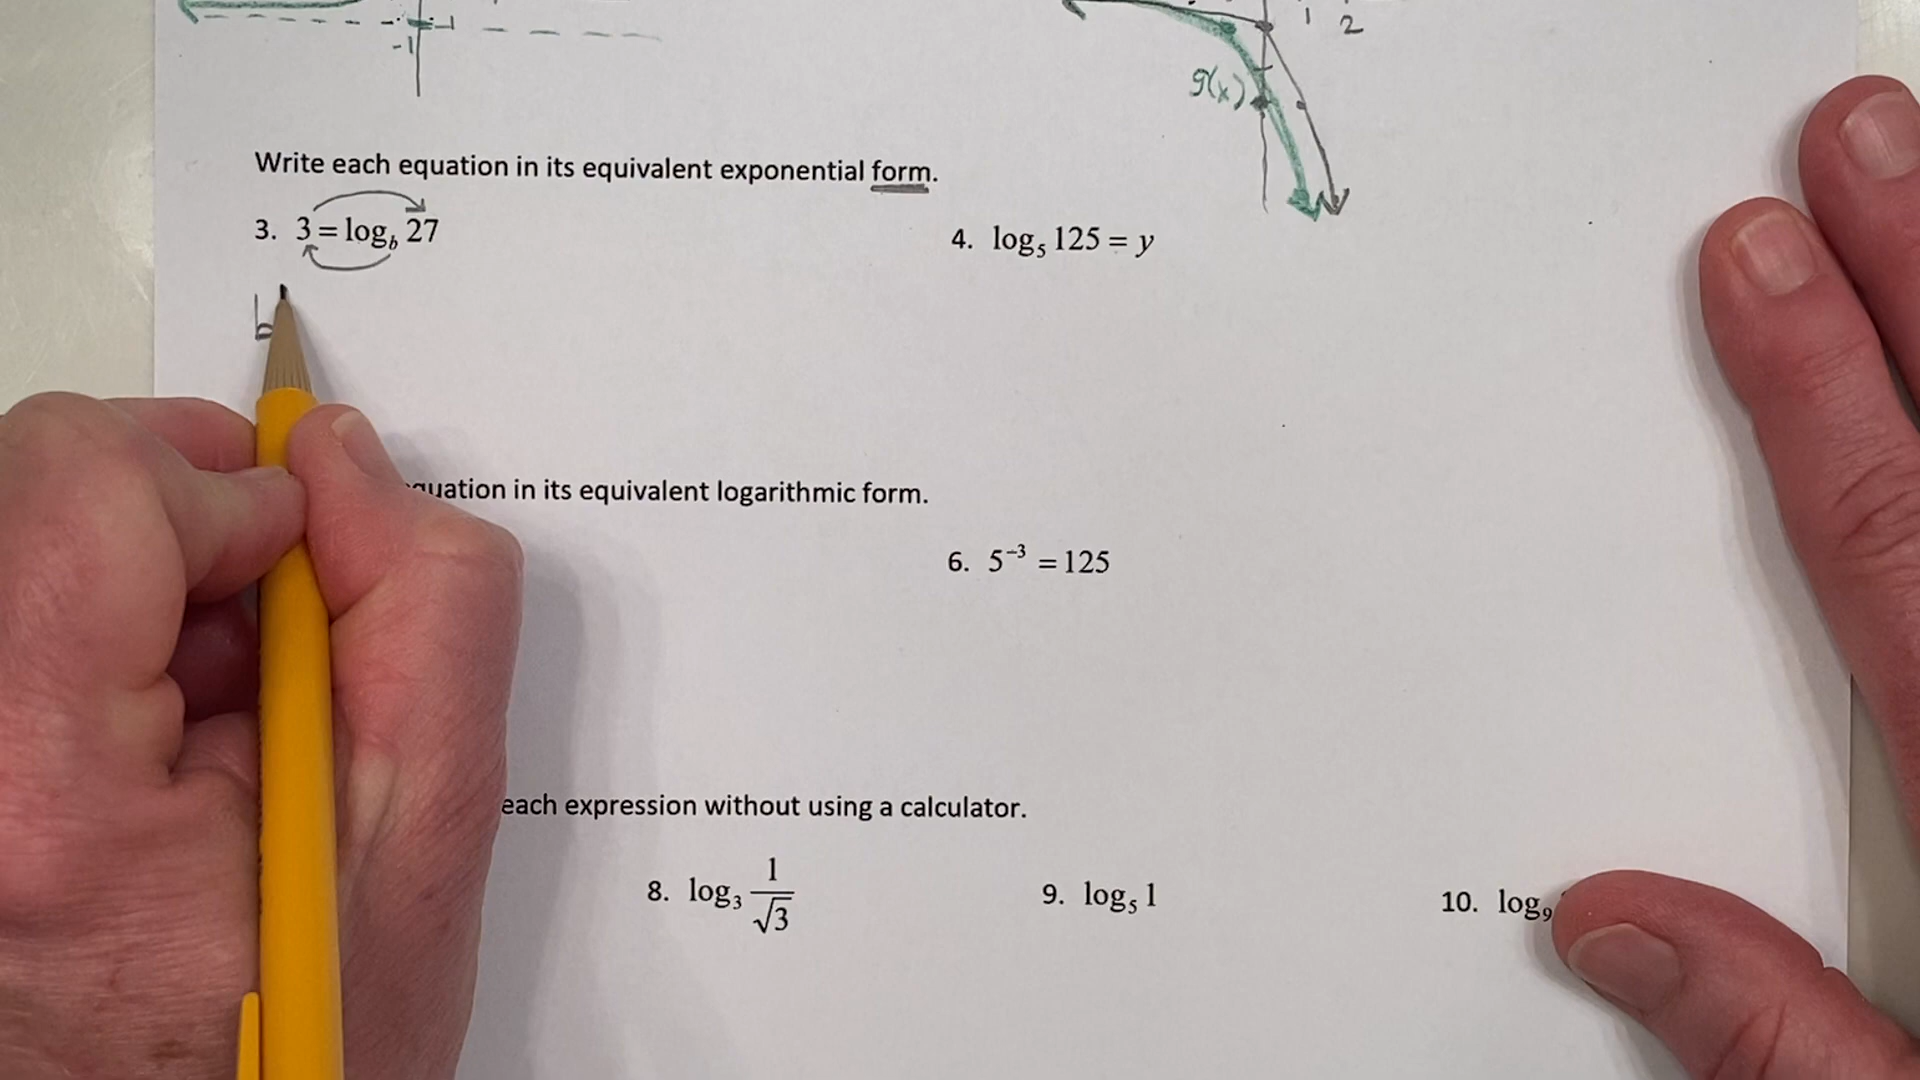 -1
1 2
g(x)
Write each equation in its equivalent exponential form.
3. 3 = log_b 27
4. log_5 125 = y
b
in its equivalent logarithmic form.
6. 5^{-3} = 125
each expression without using a calculator.
8. log_3 1/√3
9. log_5 1
10. log_9